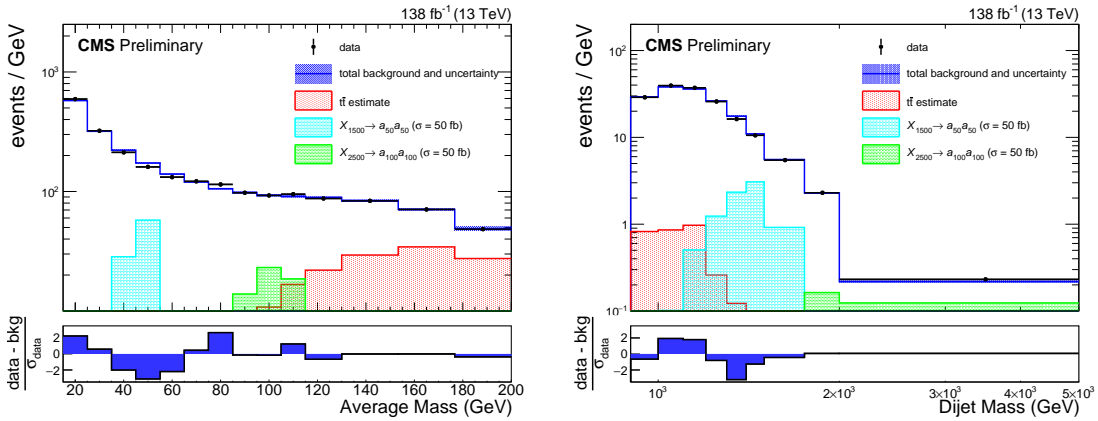 138 fb⁻¹ (13 TeV)
CMS Preliminary
data
total background and uncertainty
tt̄ estimate
X₁₅₀₀→ a₅₀a₅₀ (σ = 50 fb)
X₂₅₀₀→ a₁₀₀a₁₀₀ (σ = 50 fb)
events / GeV
10³
10²
data - bkg
σdata
2
0
−2
20 40 60 80 100 120 140 160 180 200
Average Mass (GeV)
138 fb⁻¹ (13 TeV)
CMS Preliminary
data
total background and uncertainty
tt̄ estimate
X₁₅₀₀→ a₅₀a₅₀ (σ = 50 fb)
X₂₅₀₀→ a₁₀₀a₁₀₀ (σ = 50 fb)
events / GeV
10²
10
1
10⁻¹
data - bkg
σdata
2
0
−2
10³ 2×10³ 3×10³ 4×10³ 5×10³
Dijet Mass (GeV)